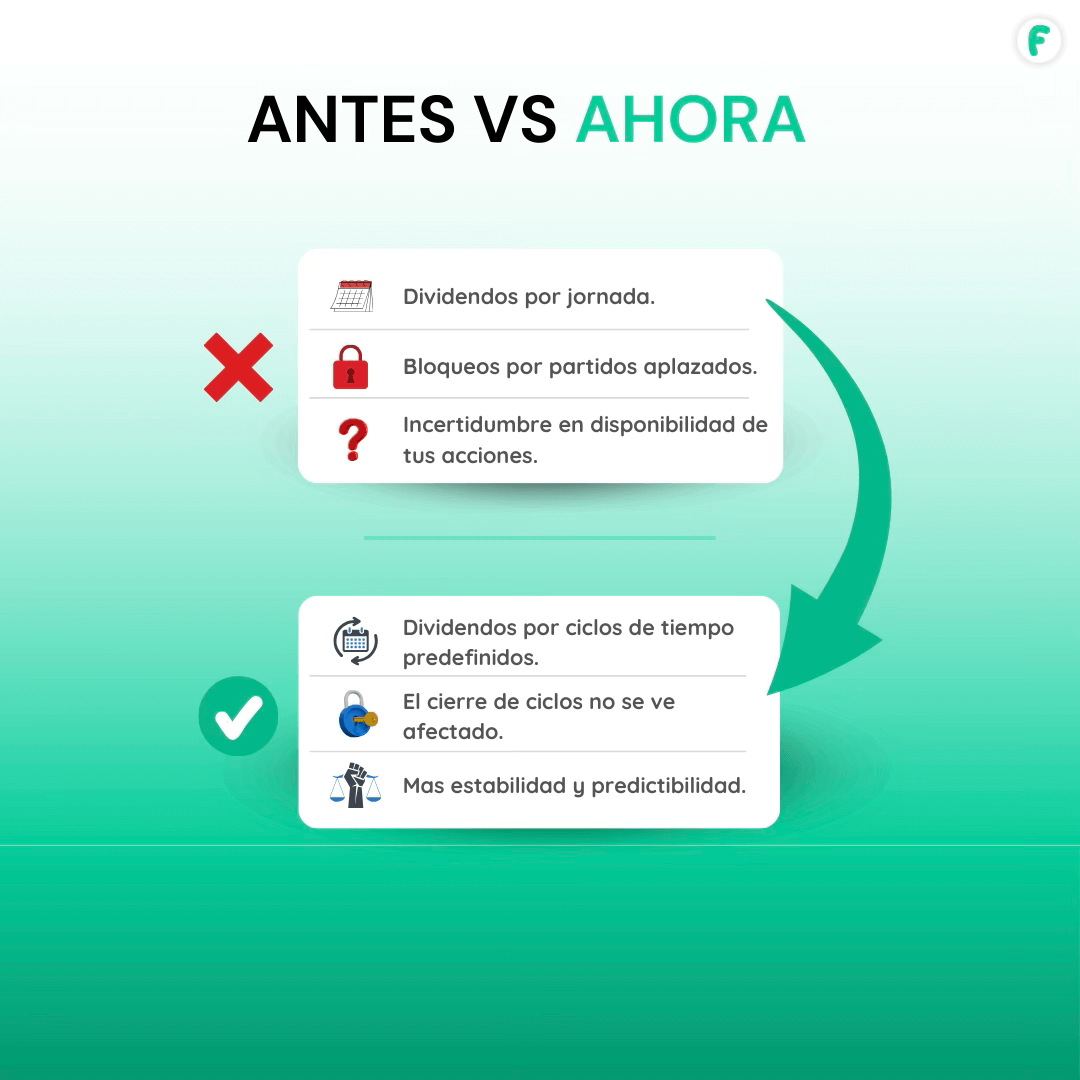 F
ANTES VS AHORA
Dividendos por jornada.
Bloqueos por partidos aplazados.
Incertidumbre en disponibilidad de
tus acciones.
Dividendos por ciclos de tiempo
predefinidos.
El cierre de ciclos no se ve
afectado.
Mas estabilidad y predictibilidad.